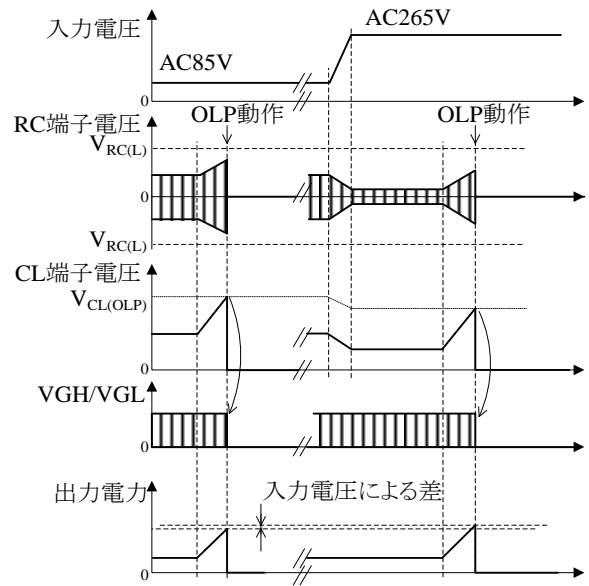 入力電圧
AC265V
AC85V
0
OLP動作
OLP動作
RC端子電圧
VRC(L)
0
VRC(L)
CL端子電圧
VCL(OLP)
0
VGH/VGL
0
出力電力
入力電圧による差
0